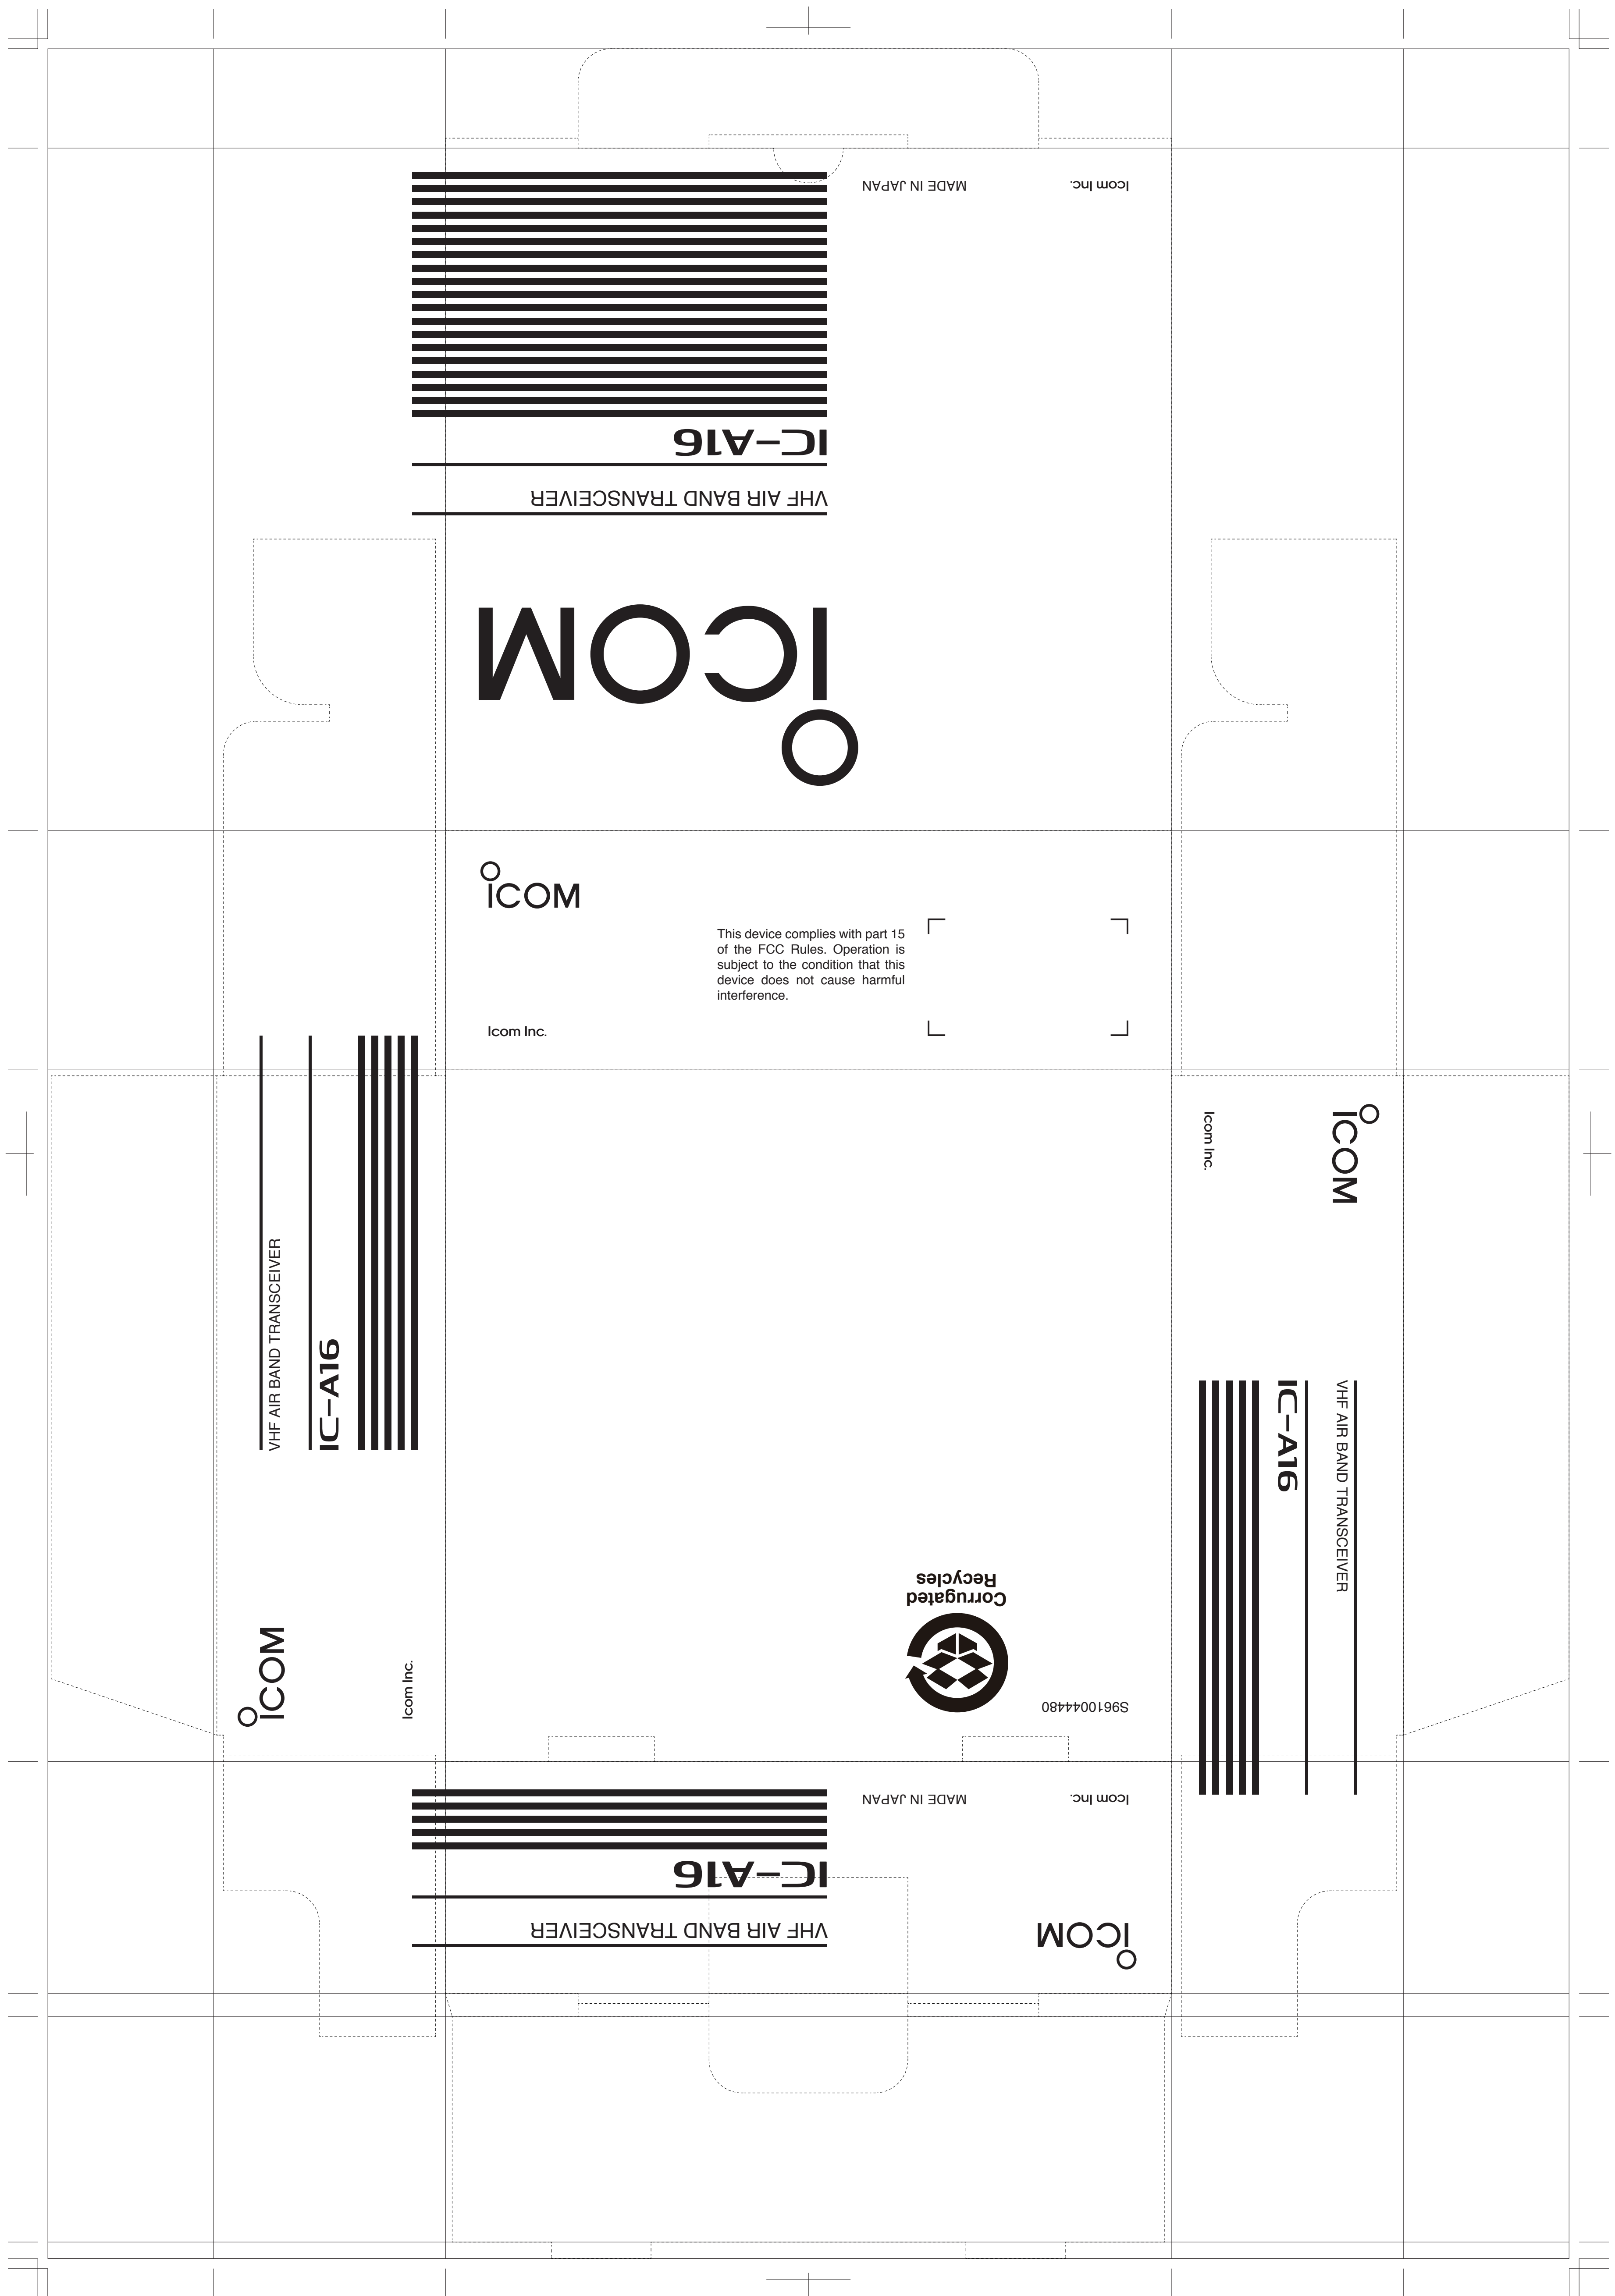 MADE IN JAPAN
Icom Inc.
IC-A16
VHF AIR BAND TRANSCEIVER
ICOM
ICOM
This device complies with part 15
of the FCC Rules. Operation is
subject to the condition that this
device does not cause harmful
interference.
Icom Inc.
VHF AIR BAND TRANSCEIVER
IC-A16
ICOM
Icom Inc.
Icom Inc.
ICOM
IC-A16
VHF AIR BAND TRANSCEIVER
Corrugated
Recycles
S9610044480
MADE IN JAPAN
Icom Inc.
IC-A16
VHF AIR BAND TRANSCEIVER
ICOM